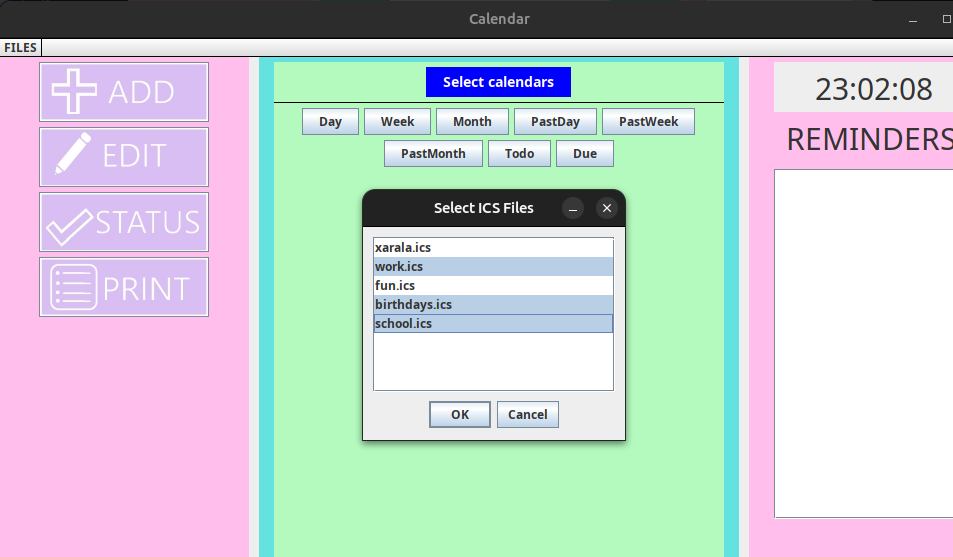 Calendar
FILES
ADD
EDIT
STATUS
PRINT
Select calendars
Day Week Month PastDay PastWeek
PastMonth Todo Due
Select ICS Files
xarala.ics
work.ics
fun.ics
birthdays.ics
school.ics
OK Cancel
23:02:08
REMINDERS